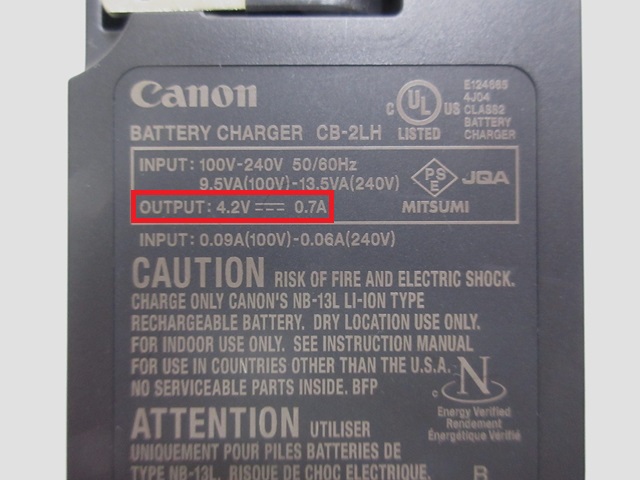 Canon
BATTERY CHARGER CB-2LH
C UL US
LISTED
E124665
4J04
CLASS2
BATTERY
CHARGER
INPUT: 100V-240V 50/60Hz
9.5VA(100V)-13.5VA(240V)
OUTPUT: 4.2V ⎓ 0.7A
PS
E
JQA
MITSUMI
INPUT: 0.09A(100V)-0.06A(240V)
CAUTION RISK OF FIRE AND ELECTRIC SHOCK.
CHARGE ONLY CANON'S NB-13L LI-ION TYPE
RECHARGEABLE BATTERY. DRY LOCATION USE ONLY.
FOR INDOOR USE ONLY. SEE INSTRUCTION MANUAL
FOR USE IN COUNTRIES OTHER THAN THE U.S.A.
NO SERVICEABLE PARTS INSIDE. BFP
c N
Energy Verified
Rendement
Énergétique Vérifié
ATTENTION UTILISER
UNIQUEMENT POUR PILES BATTERIES DE
TYPE NB-13L. RISQUE DE CHOC ELECTRIQUE ET